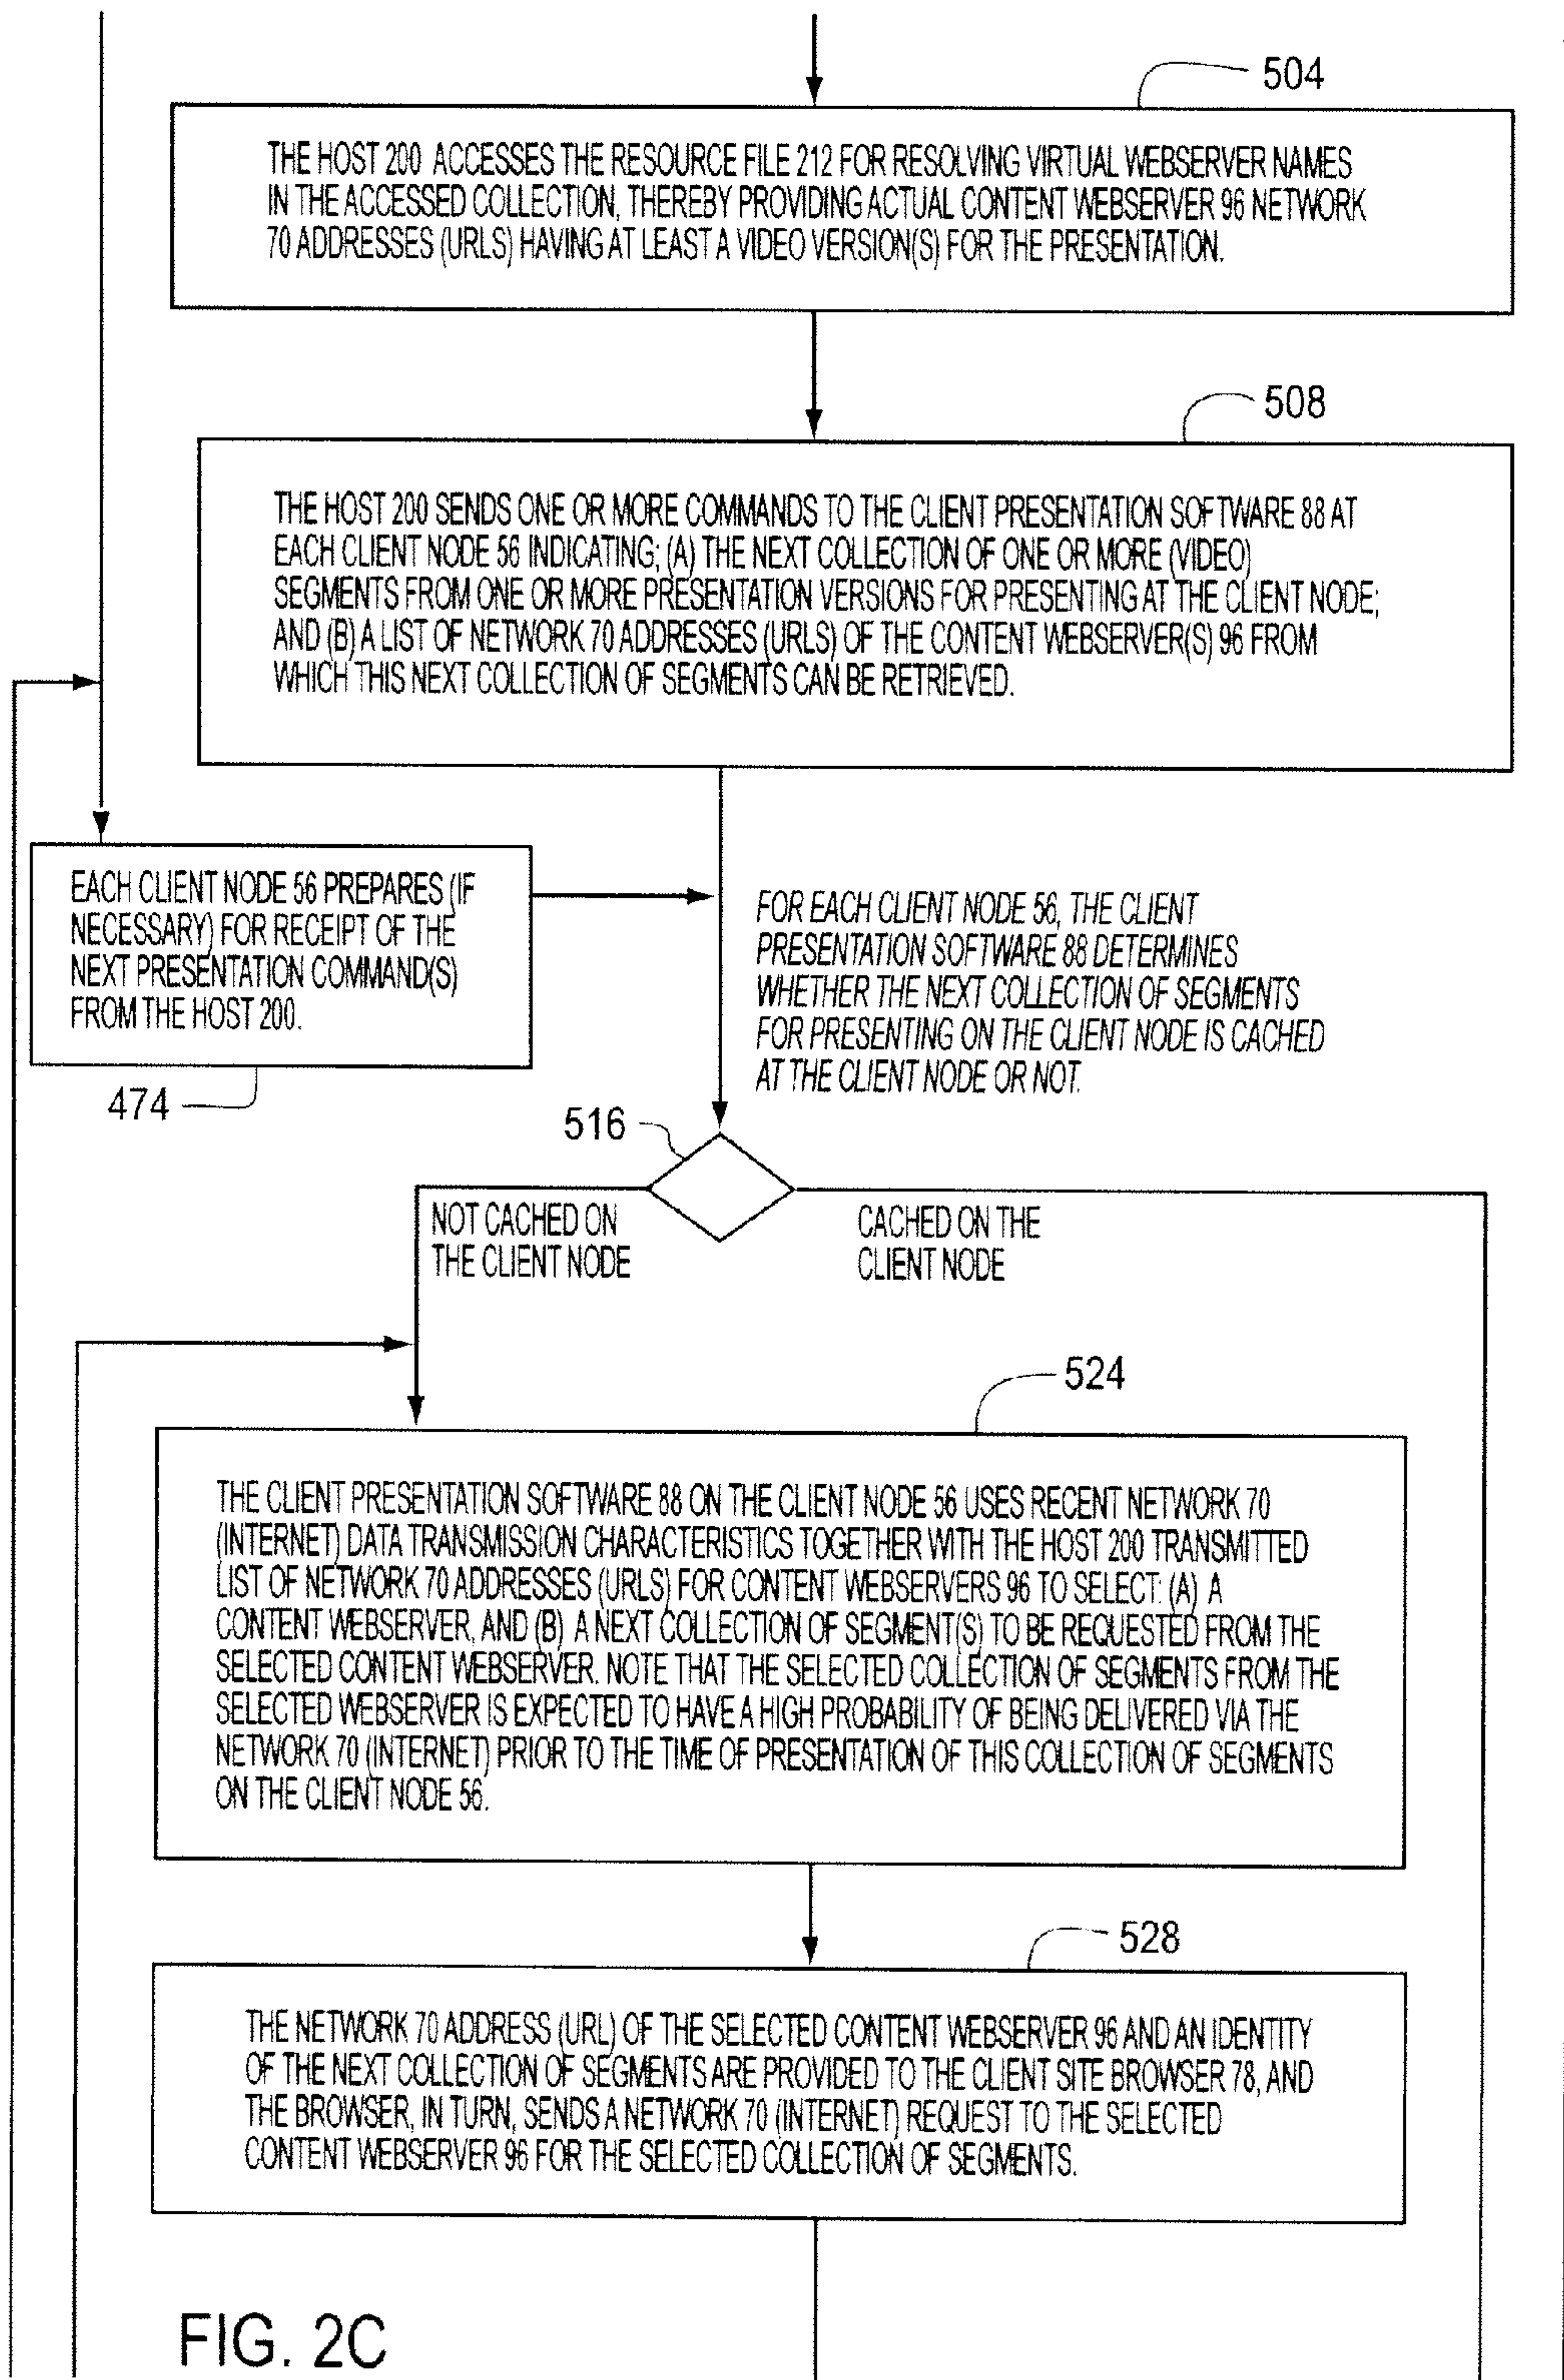 504
THE HOST 200 ACCESSES THE RESOURCE FILE 212 FOR RESOLVING VIRTUAL WEBSERVER NAMES
IN THE ACCESSED COLLECTION, THEREBY PROVIDING ACTUAL CONTENT WEBSERVER 96 NETWORK
70 ADDRESSES (URLS) HAVING AT LEAST A VIDEO VERSION(S) FOR THE PRESENTATION.
508
THE HOST 200 SENDS ONE OR MORE COMMANDS TO THE CLIENT PRESENTATION SOFTWARE 88 AT
EACH CLIENT NODE 56 INDICATING; (A) THE NEXT COLLECTION OF ONE OR MORE (VIDEO)
SEGMENTS FROM ONE OR MORE PRESENTATION VERSIONS FOR PRESENTING AT THE CLIENT NODE;
AND (B) A LIST OF NETWORK 70 ADDRESSES (URLS) OF THE CONTENT WEBSERVER(S) 96 FROM
WHICH THIS NEXT COLLECTION OF SEGMENTS CAN BE RETRIEVED.
EACH CLIENT NODE 56 PREPARES (IF
NECESSARY) FOR RECEIPT OF THE
NEXT PRESENTATION COMMAND(S)
FROM THE HOST 200.
474
FOR EACH CLIENT NODE 56, THE CLIENT
PRESENTATION SOFTWARE 88 DETERMINES
WHETHER THE NEXT COLLECTION OF SEGMENTS
FOR PRESENTING ON THE CLIENT NODE IS CACHED
AT THE CLIENT NODE OR NOT.
516
NOT CACHED ON
THE CLIENT NODE
CACHED ON THE
CLIENT NODE
524
THE CLIENT PRESENTATION SOFTWARE 88 ON THE CLIENT NODE 56 USES RECENT NETWORK 70
(INTERNET) DATA TRANSMISSION CHARACTERISTICS TOGETHER WITH THE HOST 200 TRANSMITTED
LIST OF NETWORK 70 ADDRESSES (URLS) FOR CONTENT WEBSERVERS 96 TO SELECT: (A) A
CONTENT WEBSERVER, AND (B) A NEXT COLLECTION OF SEGMENT(S) TO BE REQUESTED FROM THE
SELECTED CONTENT WEBSERVER. NOTE THAT THE SELECTED COLLECTION OF SEGMENTS FROM THE
SELECTED WEBSERVER IS EXPECTED TO HAVE A HIGH PROBABILITY OF BEING DELIVERED VIA THE
NETWORK 70 (INTERNET) PRIOR TO THE TIME OF PRESENTATION OF THIS COLLECTION OF SEGMENTS
ON THE CLIENT NODE 56.
528
THE NETWORK 70 ADDRESS (URL) OF THE SELECTED CONTENT WEBSERVER 96 AND AN IDENTITY
OF THE NEXT COLLECTION OF SEGMENTS ARE PROVIDED TO THE CLIENT SITE BROWSER 78, AND
THE BROWSER, IN TURN, SENDS A NETWORK 70 (INTERNET) REQUEST TO THE SELECTED
CONTENT WEBSERVER 96 FOR THE SELECTED COLLECTION OF SEGMENTS.
FIG. 2C